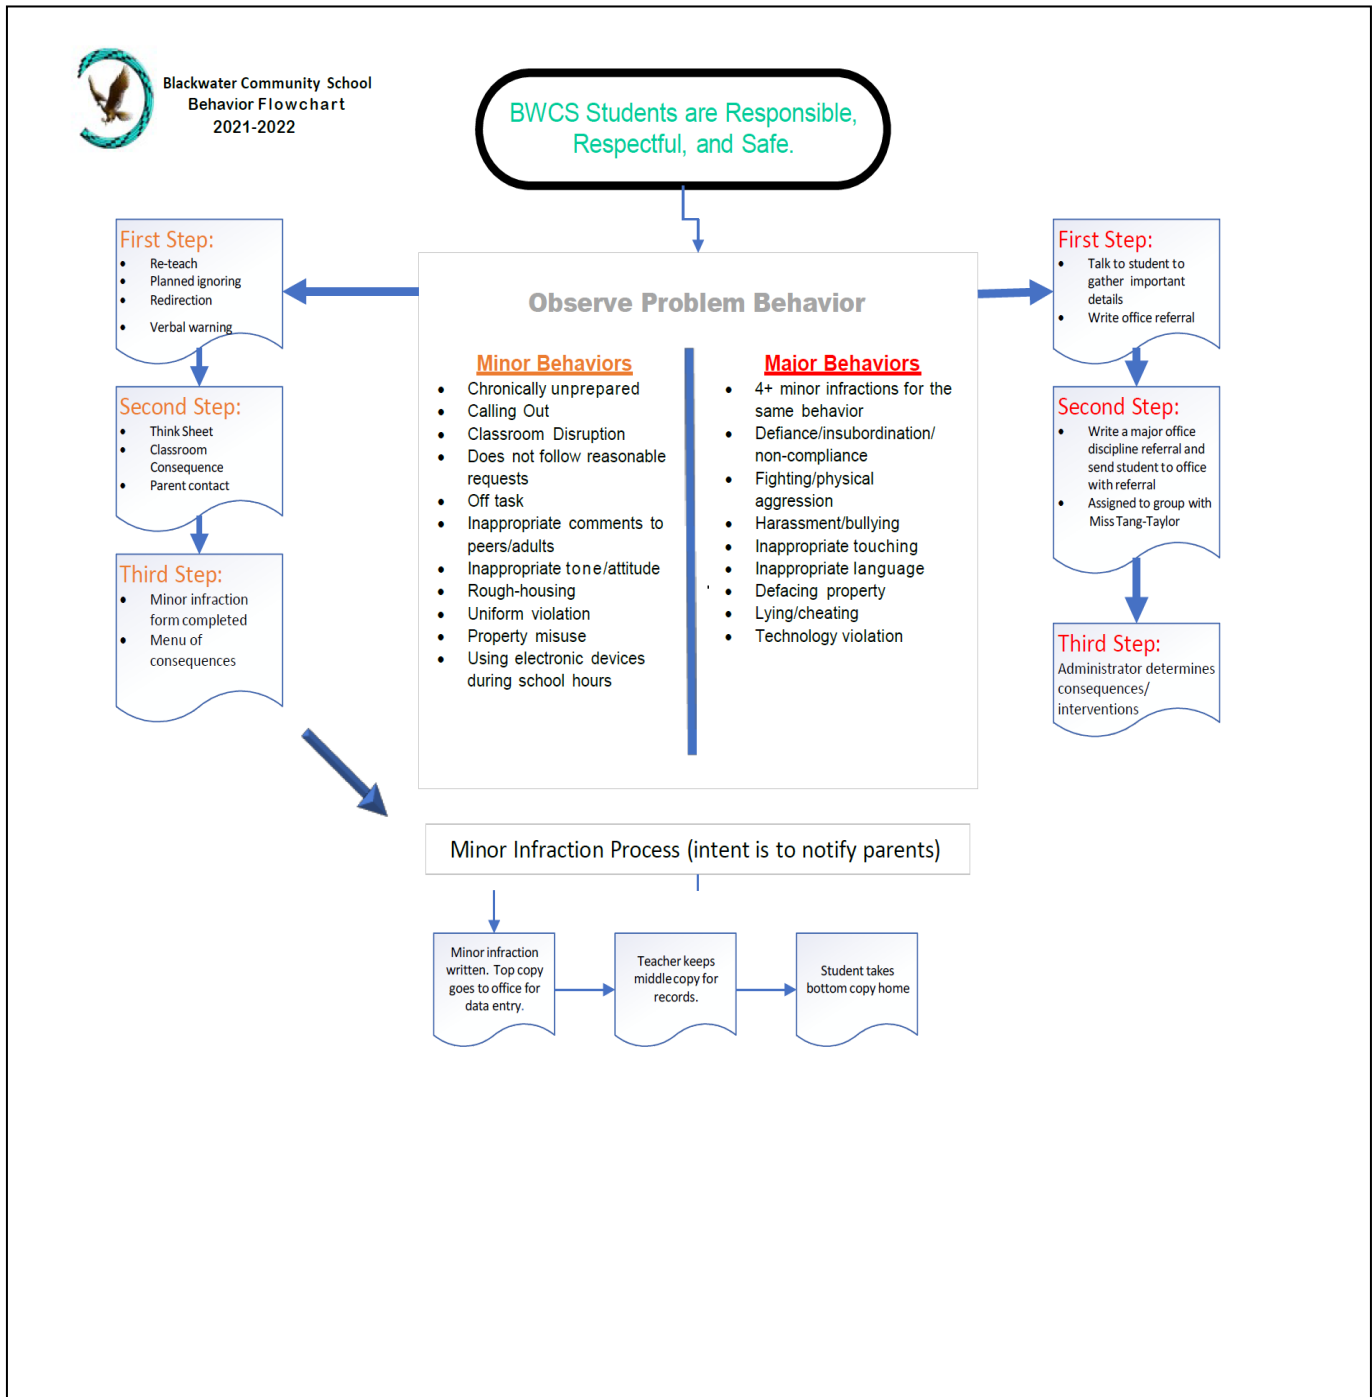 Blackwater Community School
Behavior Flowchart
2021-2022
BWCS Students are Responsible,
Respectful, and Safe.
First Step:
• Re-teach
• Planned ignoring
• Redirection
• Verbal warning
Second Step:
• Think Sheet
• Classroom
Consequence
• Parent contact
Third Step:
• Minor infraction
form completed
• Menu of
consequences
Observe Problem Behavior
Minor Behaviors
• Chronically unprepared
• Calling Out
• Classroom Disruption
• Does not follow reasonable
requests
• Off task
• Inappropriate comments to
peers/adults
• Inappropriate tone/attitude
• Rough-housing
• Uniform violation
• Property misuse
• Using electronic devices
during school hours
Major Behaviors
• 4+ minor infractions for the
same behavior
• Defiance/insubordination/
non-compliance
• Fighting/physical
aggression
• Harassment/bullying
• Inappropriate touching
• Inappropriate language
• Defacing property
• Lying/cheating
• Technology violation
First Step:
• Talk to student to
gather important
details
• Write office referral
Second Step:
• Write a major office
discipline referral and
send student to office
with referral
• Assigned to group with
Miss Tang-Taylor
Third Step:
Administrator determines
consequences/
interventions
Minor Infraction Process (intent is to notify parents)
Minor infraction
written. Top copy
goes to office for
data entry.
Teacher keeps
middle copy for
records.
Student takes
bottom copy home